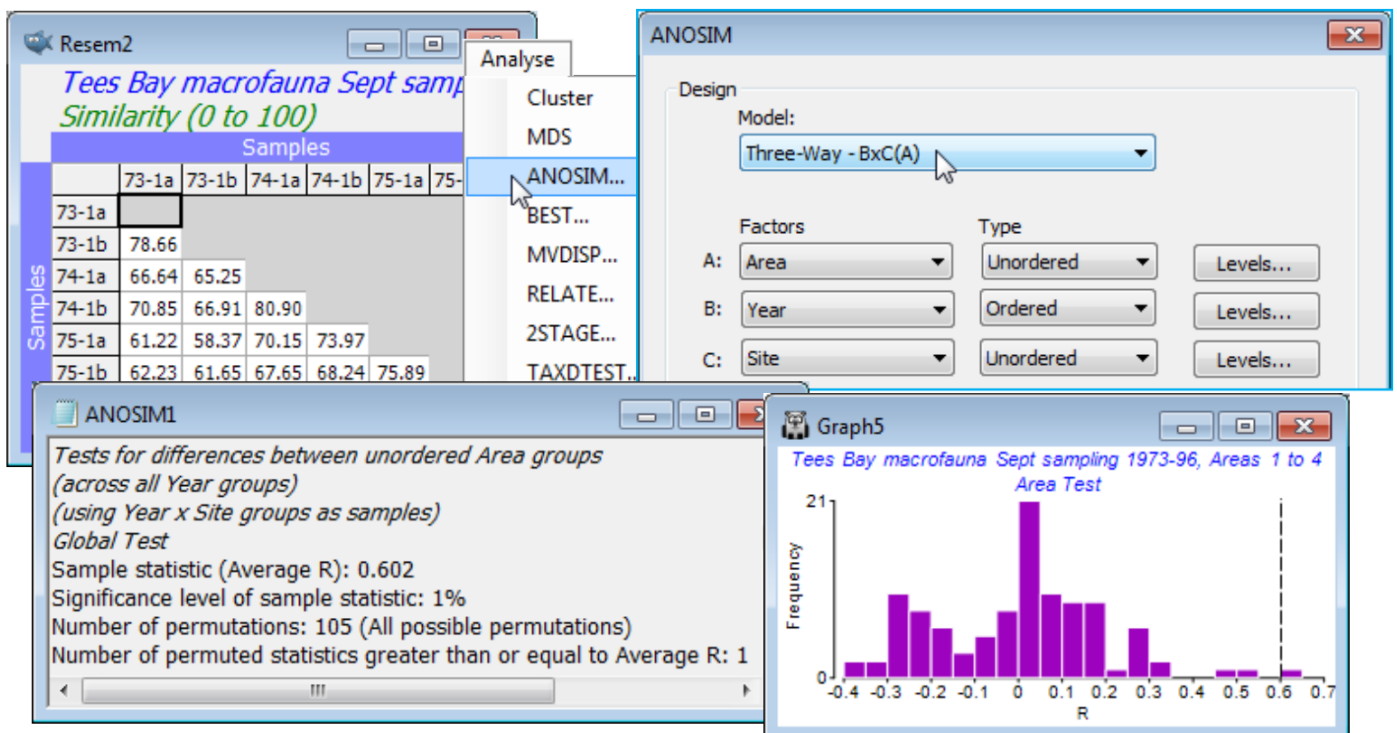 Resem2
Tees Bay macrofauna Sept samp
Similarity (0 to 100)
Samples
73-1a 73-1b 74-1a 74-1b 75-1a 75-
73-1a
73-1b 78.66
74-1a 66.64 65.25
74-1b 70.85 66.91 80.90
75-1a 61.22 58.37 70.15 73.97
75-1b 62.23 61.65 67.65 68.24 75.89
Samples
Analyse
Cluster
MDS
ANOSIM...
BEST...
MVDISP...
RELATE...
2STAGE...
TAXDTEST..
ANOSIM
Design
Model:
Three-Way - BxC(A)
Factors Type
A: Area Unordered Levels...
B: Year Ordered Levels...
C: Site Unordered Levels...
ANOSIM1
Tests for differences between unordered Area groups
(across all Year groups)
(using Year x Site groups as samples)
Global Test
Sample statistic (Average R): 0.602
Significance level of sample statistic: 1%
Number of permutations: 105 (All possible permutations)
Number of permuted statistics greater than or equal to Average R: 1
Graph5
Tees Bay macrofauna Sept sampling 1973-96, Areas 1 to 4
Area Test
21
Frequency
0
-0.4 -0.3 -0.2 -0.1 0 0.1 0.2 0.3 0.4 0.5 0.6 0.7
R